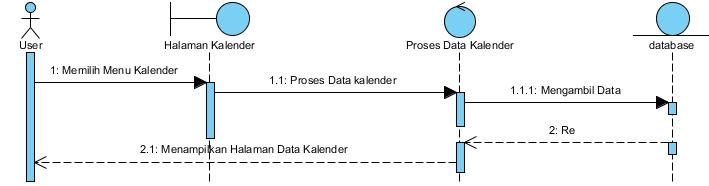 User
Halaman Kalender
Proses Data Kalender
database
1: Memilih Menu Kalender
1.1: Proses Data kalender
1.1.1: Mengambil Data
2: Re
2.1: Menampilkan Halaman Data Kalender